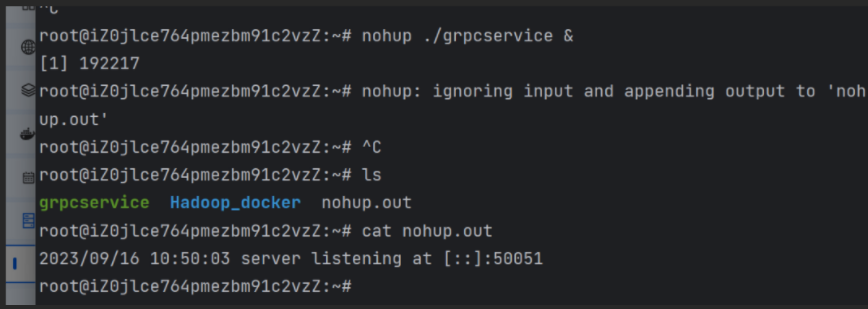 ^C
root@iZ0jlce764pmezbm91c2vzZ:~# nohup ./grpcservice &
[1] 192217
root@iZ0jlce764pmezbm91c2vzZ:~# nohup: ignoring input and appending output to 'noh
up.out'
root@iZ0jlce764pmezbm91c2vzZ:~# ^C
root@iZ0jlce764pmezbm91c2vzZ:~# ls
grpcservice  Hadoop_docker  nohup.out
root@iZ0jlce764pmezbm91c2vzZ:~# cat nohup.out
2023/09/16 10:50:03 server listening at [::]:50051
root@iZ0jlce764pmezbm91c2vzZ:~#